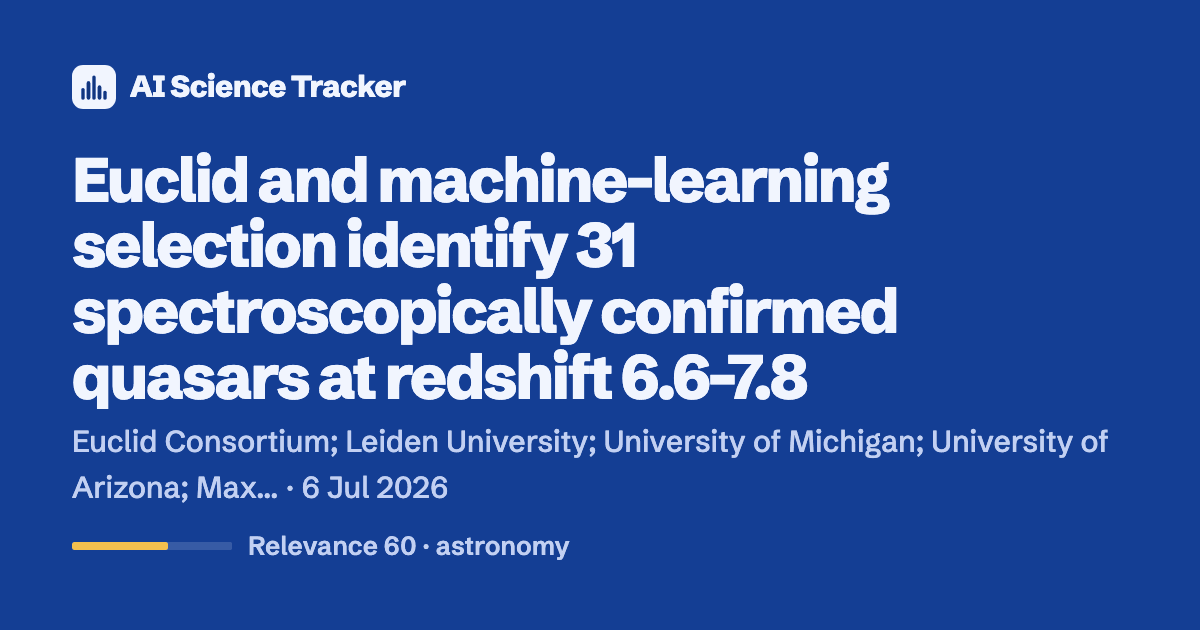 AI Science Tracker
Euclid and machine-learning
selection identify 31
spectroscopically confirmed
quasars at redshift 6.6–7.8
Euclid Consortium; Leiden University; University of Michigan; University of
Arizona; Max... · 6 Jul 2026
Relevance 60 · astronomy